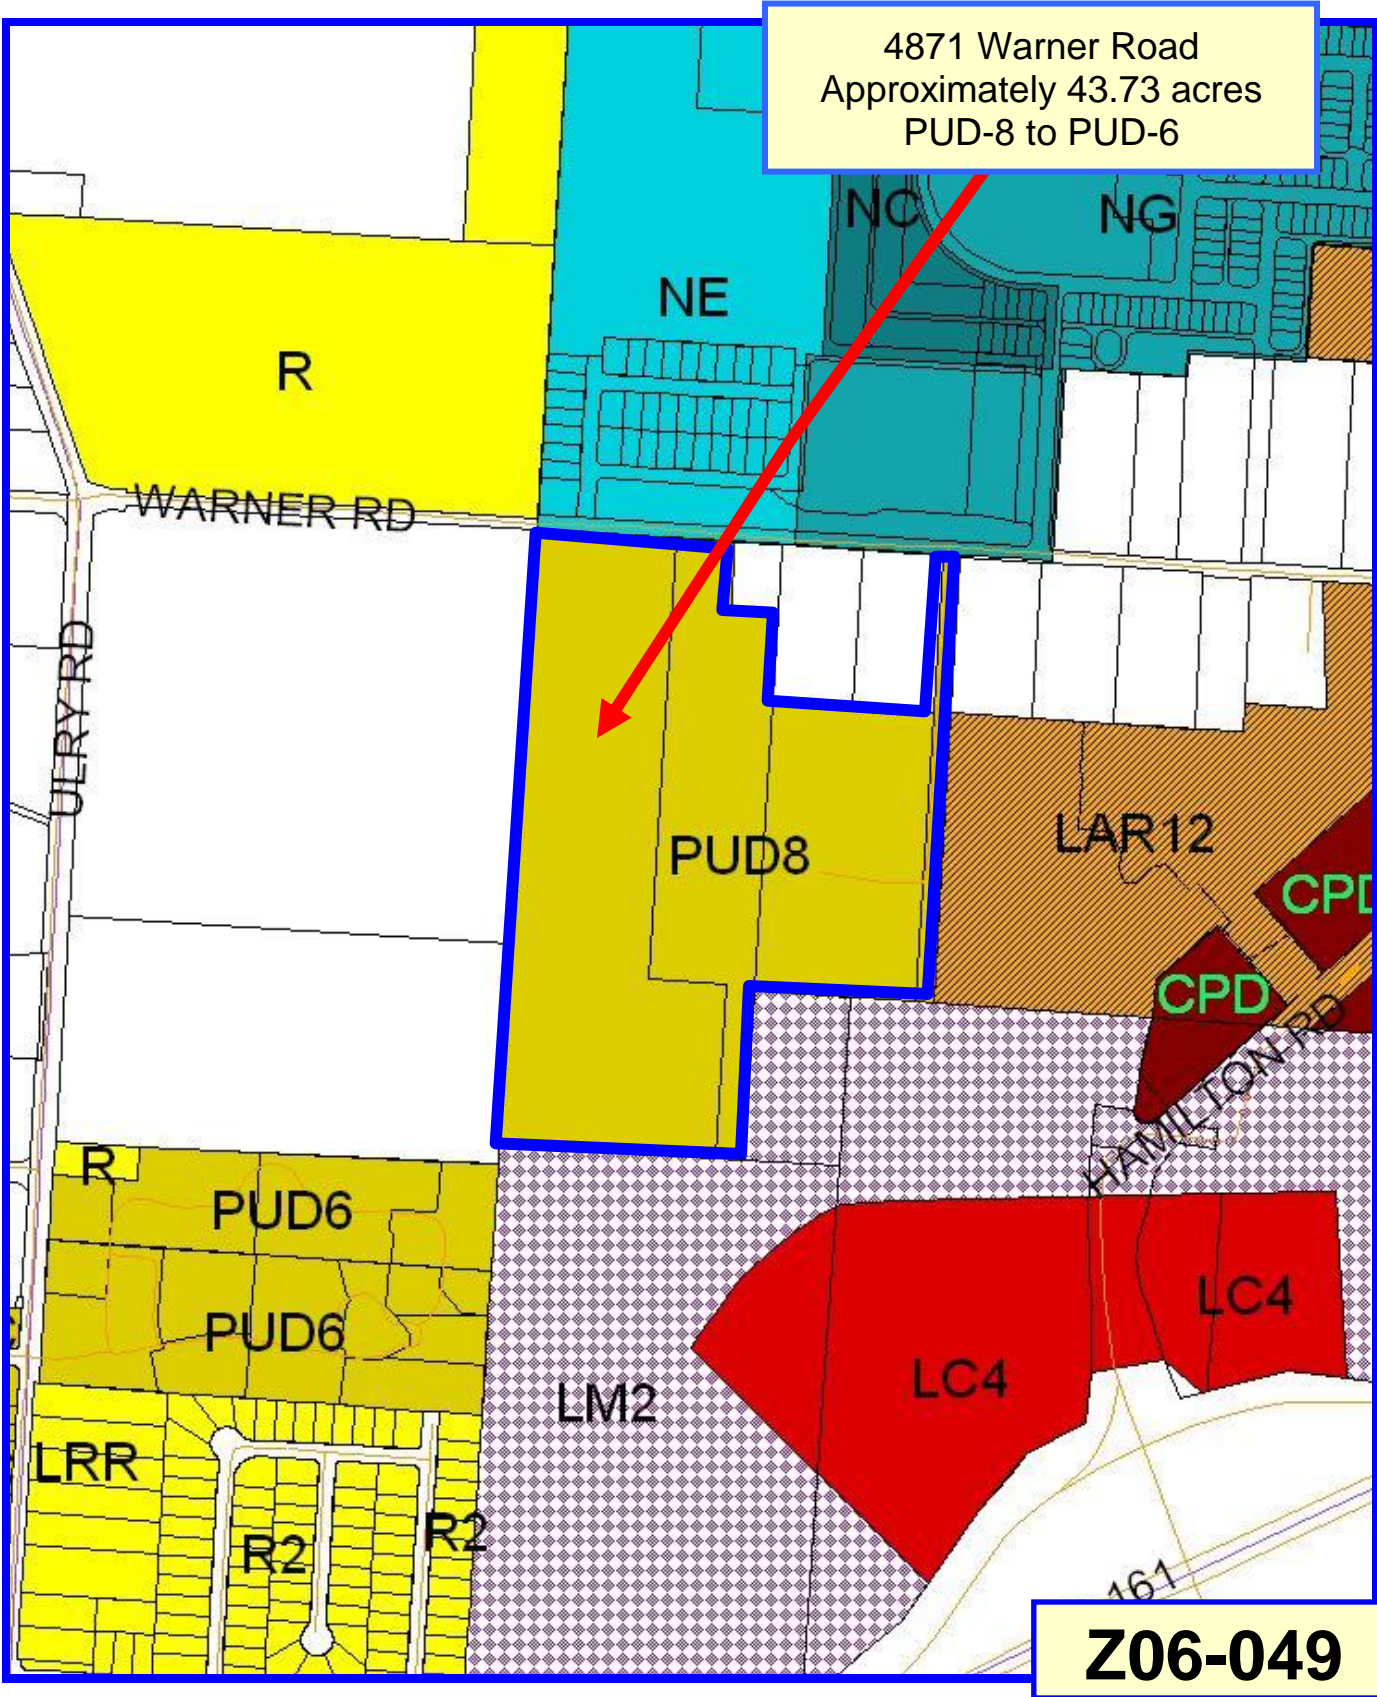 4871 Warner Road
Approximately 43.73 acres
PUD-8 to PUD-6
NC
NG
NE
R
WARNER RD
ULRY RD
PUD8
LAR12
CPD
CPD
HAMILTON RD
R
PUD6
PUD6
LC4
LC4
LM2
LRR
R2
R2
161
Z06-049